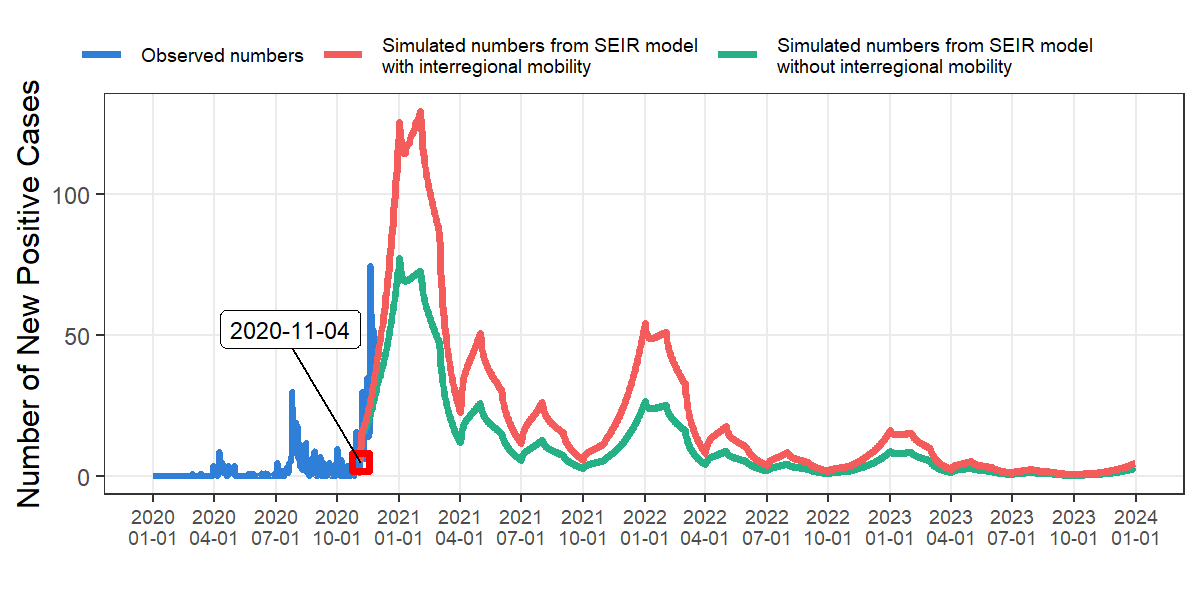 Observed numbers
Simulated numbers from SEIR model
with interregional mobility
Simulated numbers from SEIR model
without interregional mobility
Number of New Positive Cases
100
50
0
2020-11-04
2020 2020 2020 2020 2021 2021 2021 2021 2022 2022 2022 2022 2023 2023 2023 2023 2024
01-01 04-01 07-01 10-01 01-01 04-01 07-01 10-01 01-01 04-01 07-01 10-01 01-01 04-01 07-01 10-01 01-01